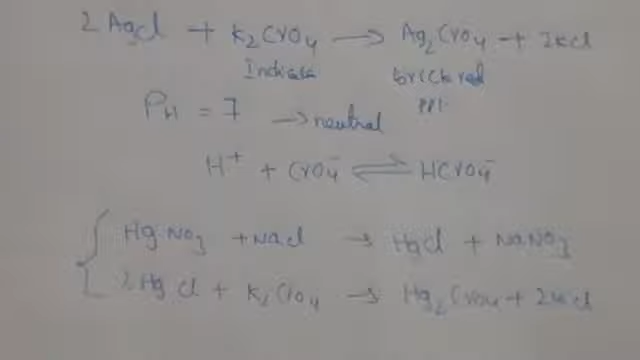 2 AgCl + K₂CrO₄ → Ag₂CrO₄ + 2KCl
brick red
ppt
PH = 7 → neutral
H⁺ + CrO₄⁻ ⇌ HCrO₄⁻
HgNO₃ + NaCl → HgCl + NaNO₃
2HgCl + K₂CrO₄ → Hg₂CrO₄ + 2KCl